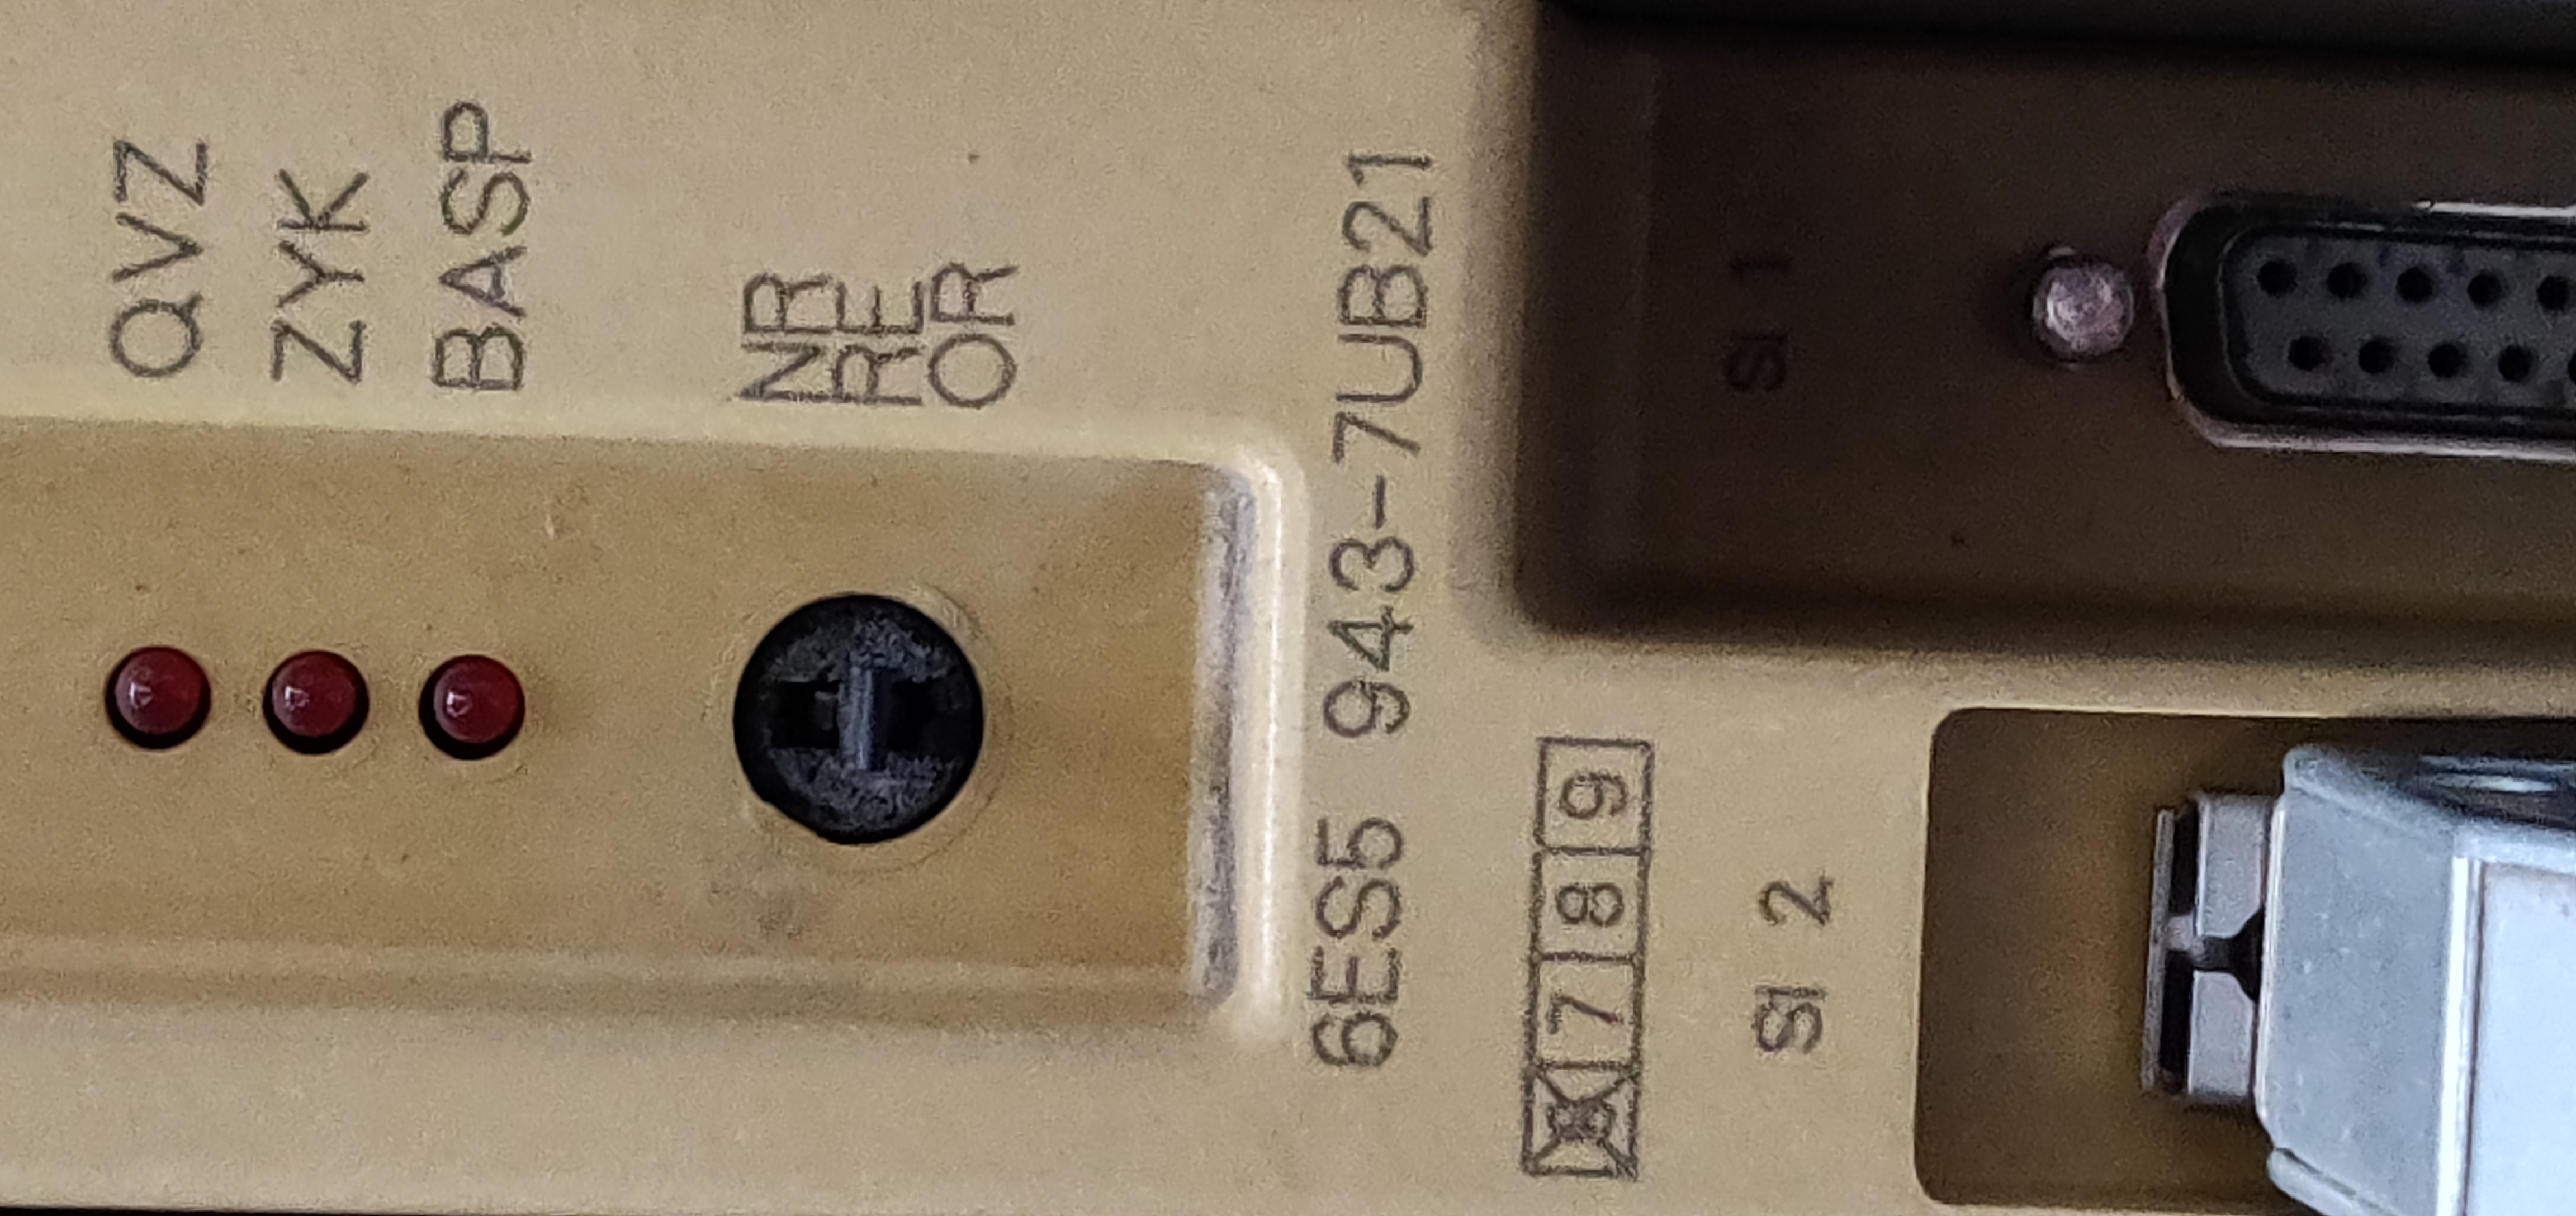 QVZ
ZYK
BASP
NR
RE
OR
6ES5 943-7UB21
7 8 9
SI 1
SI 2